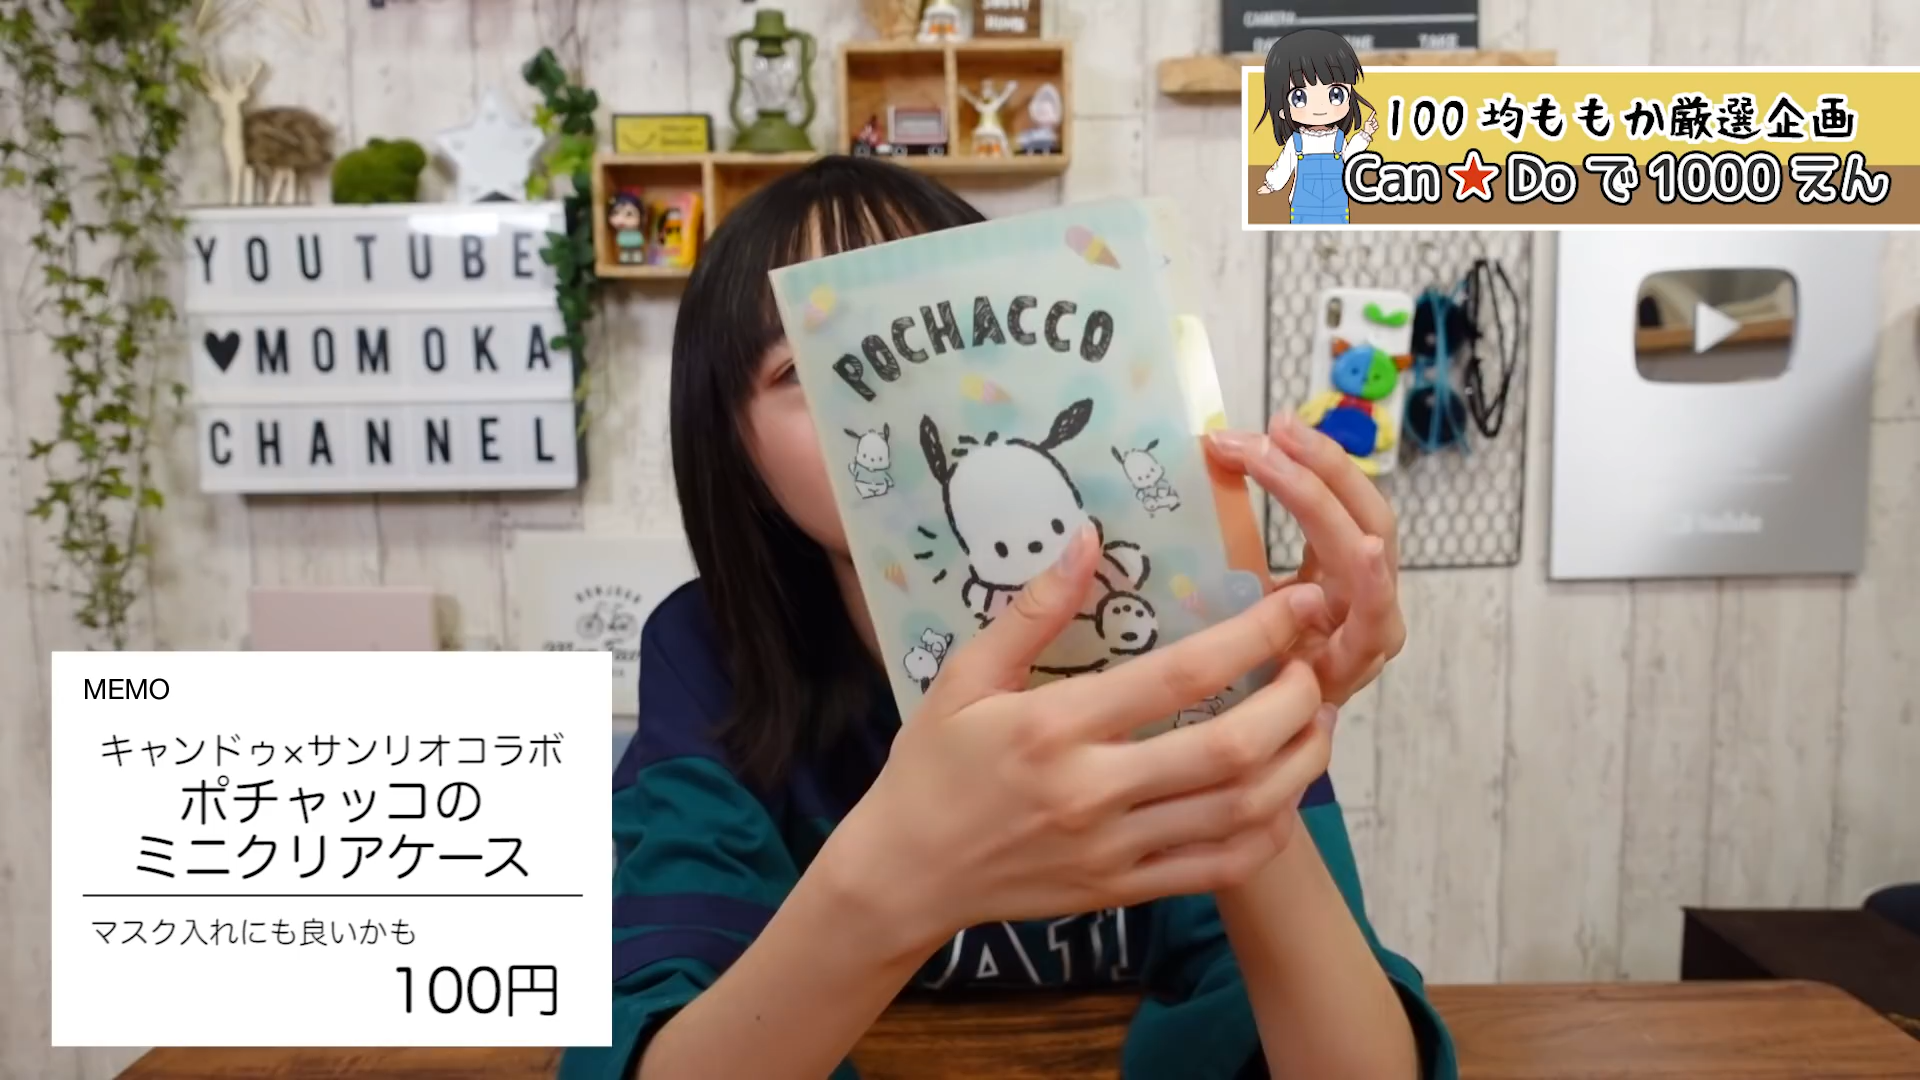 100均ももか厳選企画
Can★Doで1000えん
YOUTUBE
♥MOMOKA
CHANNEL
POCHACCO
MEMO
キャンドゥ×サンリオコラボ
ポチャッコの
ミニクリアケース
マスク入れにも良いかも
100円